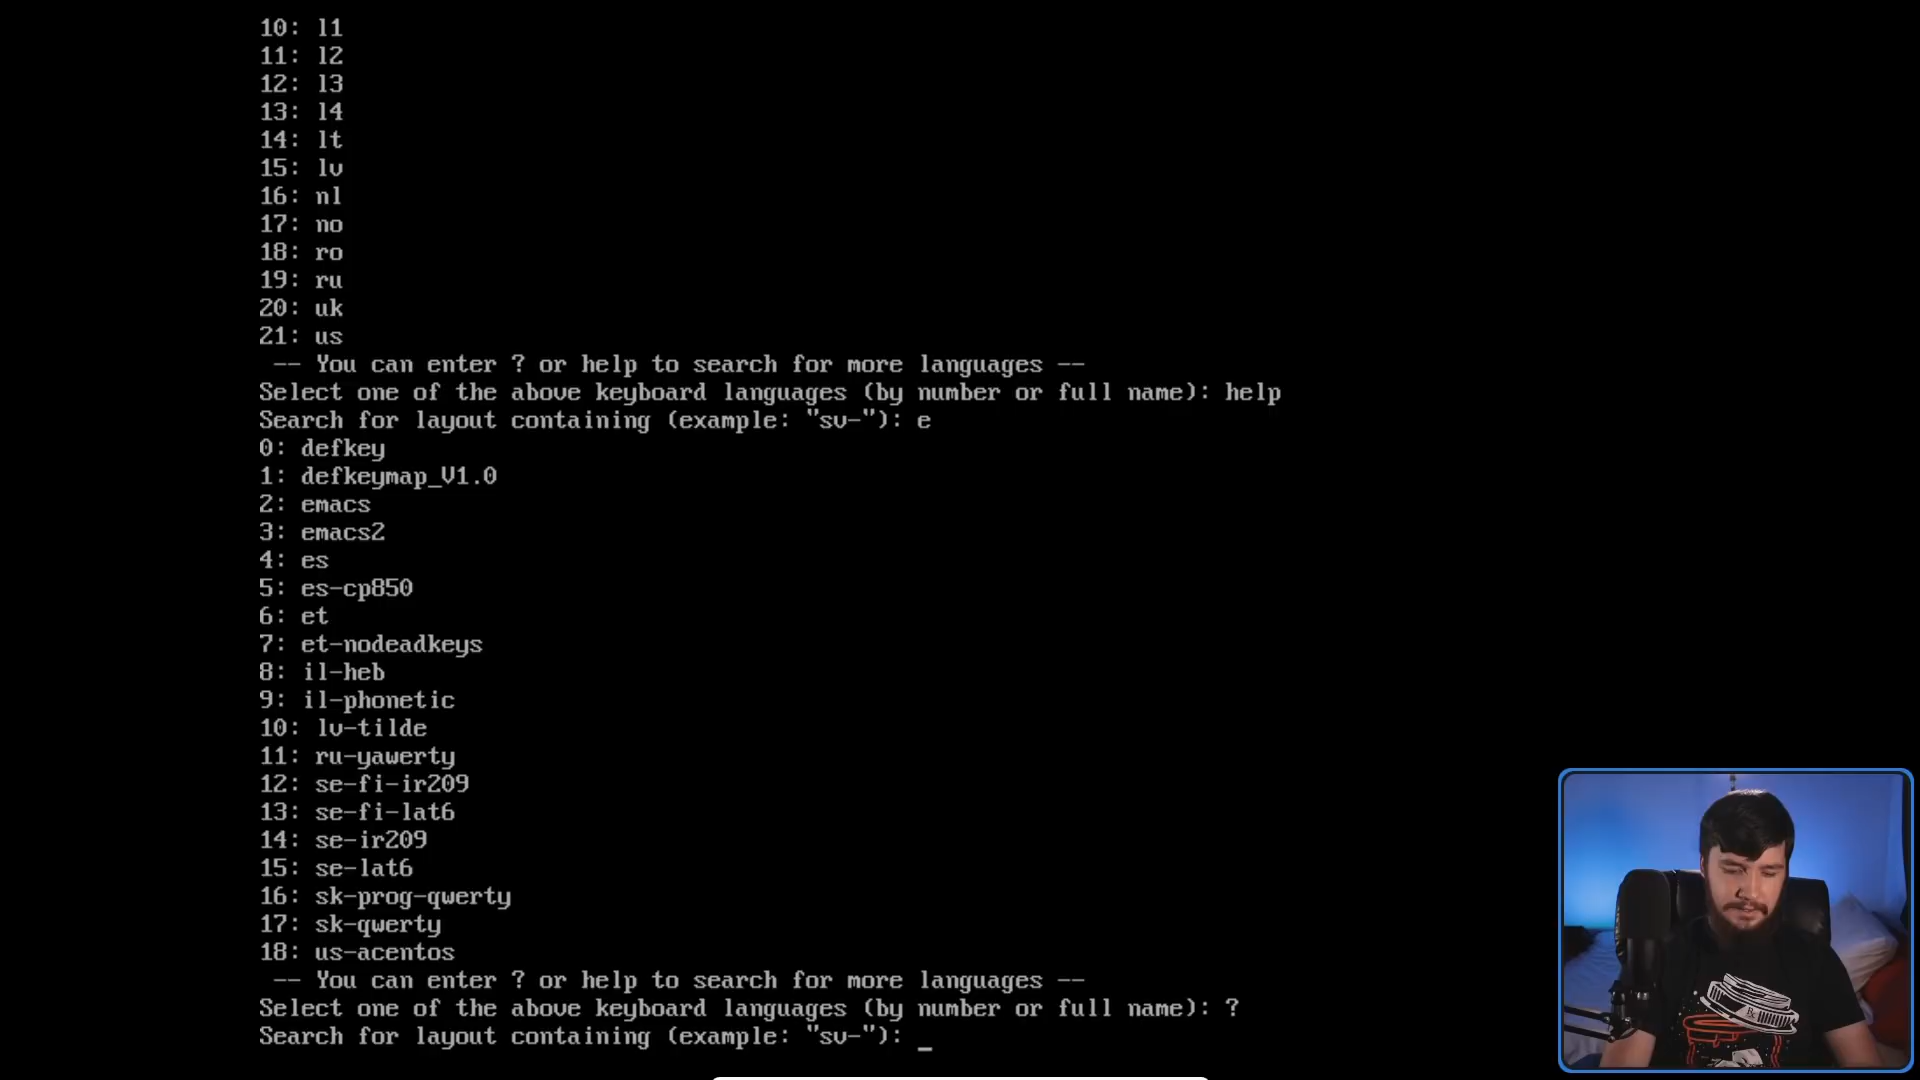 10: l1
11: l2
12: l3
13: l4
14: lt
15: lv
16: nl
17: no
18: ro
19: ru
20: uk
21: us
-- You can enter ? or help to search for more languages --
Select one of the above keyboard languages (by number or full name): help
Search for layout containing (example: "sv-"): e
0: defkey
1: defkeymap_V1.0
2: emacs
3: emacs2
4: es
5: es-cp850
6: et
7: et-nodeadkeys
8: il-heb
9: il-phonetic
10: lv-tilde
11: ru-yawerty
12: se-fi-ir209
13: se-fi-lat6
14: se-ir209
15: se-lat6
16: sk-prog-qwerty
17: sk-qwerty
18: us-acentos
-- You can enter ? or help to search for more languages --
Select one of the above keyboard languages (by number or full name): ?
Search for layout containing (example: "sv-"): _